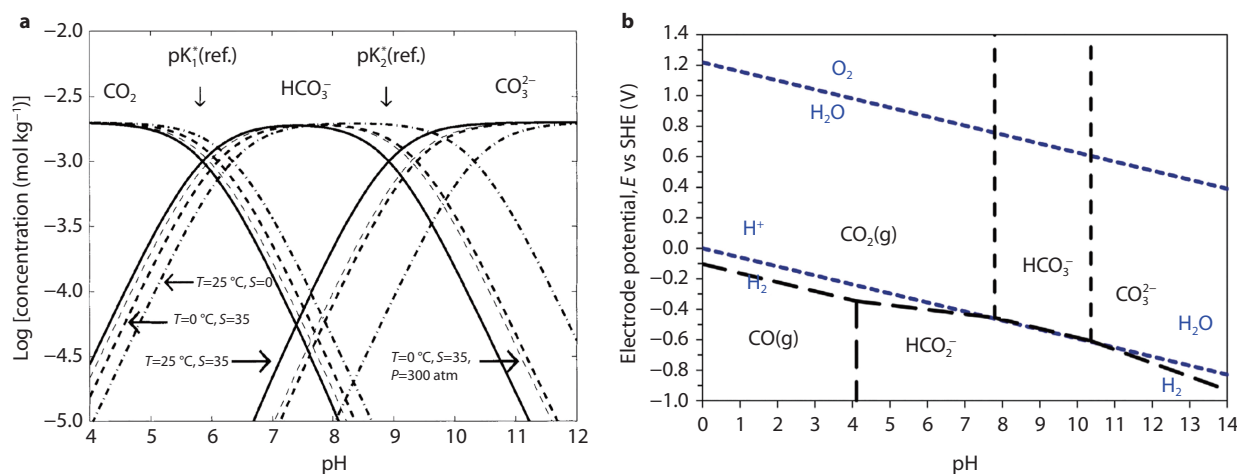 a
−2.0
−2.5
−3.0
−3.5
−4.0
−4.5
−5.0
Log [concentration (mol kg⁻¹)]
pK₁*(ref.)
pK₂*(ref.)
CO₂
HCO₃⁻
CO₃²⁻
T=25 °C, S=0
T=0 °C, S=35
T=25 °C, S=35
T=0 °C, S=35,
P=300 atm
4 5 6 7 8 9 10 11 12
pH
b
1.4
1.2
1.0
0.8
0.6
0.4
0.2
0.0
−0.2
−0.4
−0.6
−0.8
−1.0
Electrode potential, E vs SHE (V)
O₂
H₂O
H⁺
H₂
CO₂(g)
HCO₃⁻
CO₃²⁻
CO(g)
HCO₂⁻
H₂O
H₂
0 1 2 3 4 5 6 7 8 9 10 11 12 13 14
pH